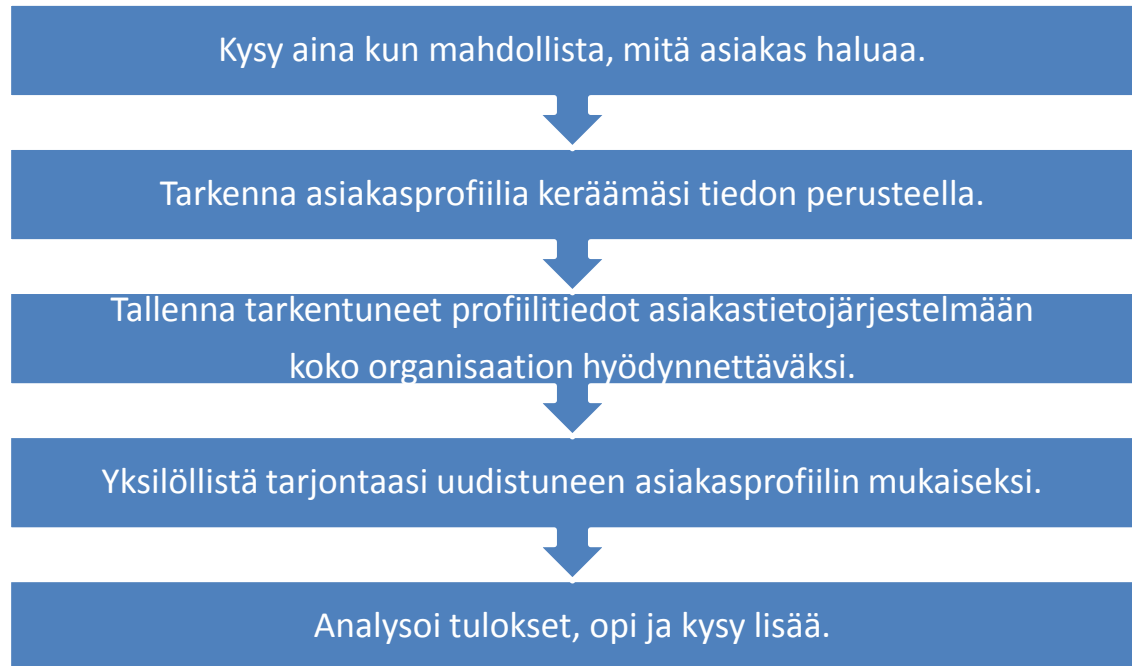 Kysy aina kun mahdollista, mitä asiakas haluaa.
Tarkenna asiakasprofiilia keräämäsi tiedon perusteella.
Tallenna tarkentuneet profiilitiedot asiakastietojärjestelmään
koko organisaation hyödynnettäväksi.
Yksilöllistä tarjontaasi uudistuneen asiakasprofiilin mukaiseksi.
Analysoi tulokset, opi ja kysy lisää.